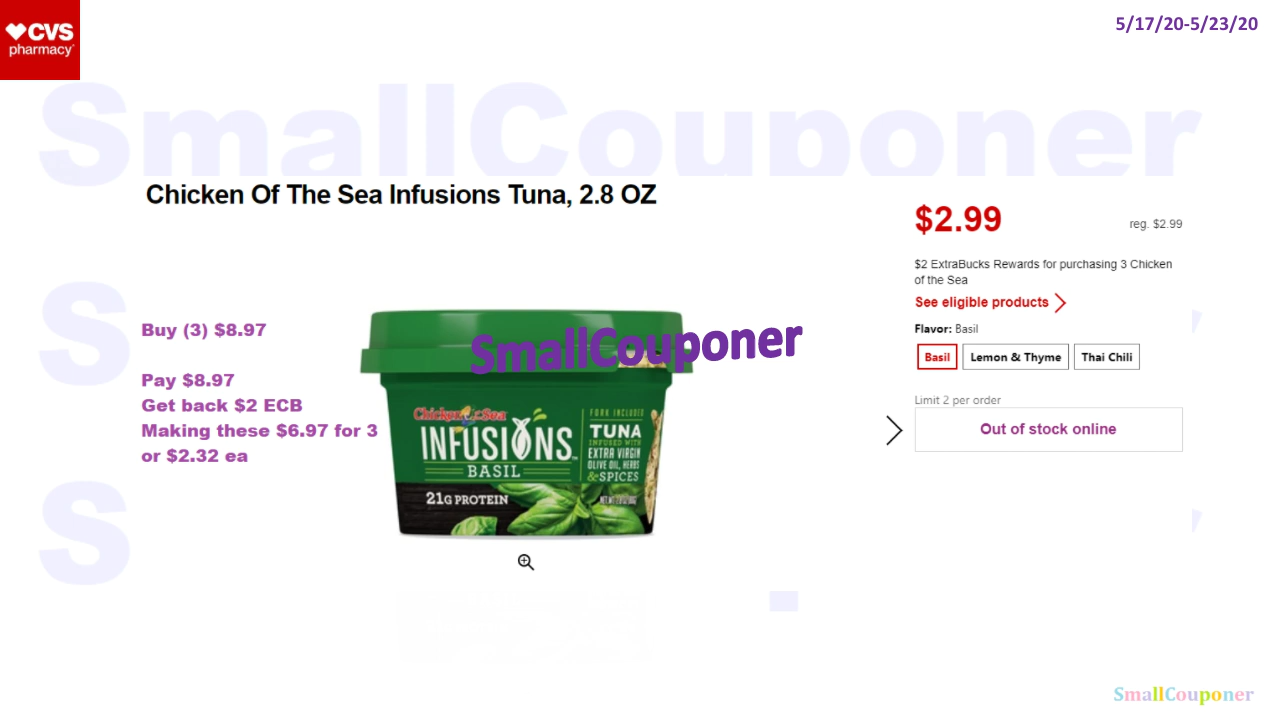 CVS
pharmacy
5/17/20-5/23/20
SmallCouponer
Chicken Of The Sea Infusions Tuna, 2.8 OZ
$2.99
reg. $2.99
$2 ExtraBucks Rewards for purchasing 3 Chicken
of the Sea
See eligible products
Flavor: Basil
Basil
Lemon & Thyme
Thai Chili
Limit 2 per order
Out of stock online
Buy (3) $8.97
Pay $8.97
Get back $2 ECB
Making these $6.97 for 3
or $2.32 ea
SmallCouponer
Chicken of the Sea
INFUSIONS
BASIL
21G PROTEIN
FORK INCLUDED
TUNA
INFUSED WITH
EXTRA VIRGIN
OLIVE OIL, HERBS
& SPICES
S
S
SmallCouponer